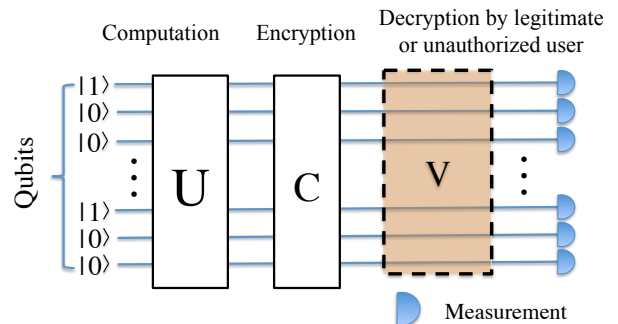 Computation
Encryption
Decryption by legitimate
or unauthorized user
Qubits
|1⟩
|0⟩
|0⟩
|1⟩
|0⟩
|0⟩
U
C
V
Measurement